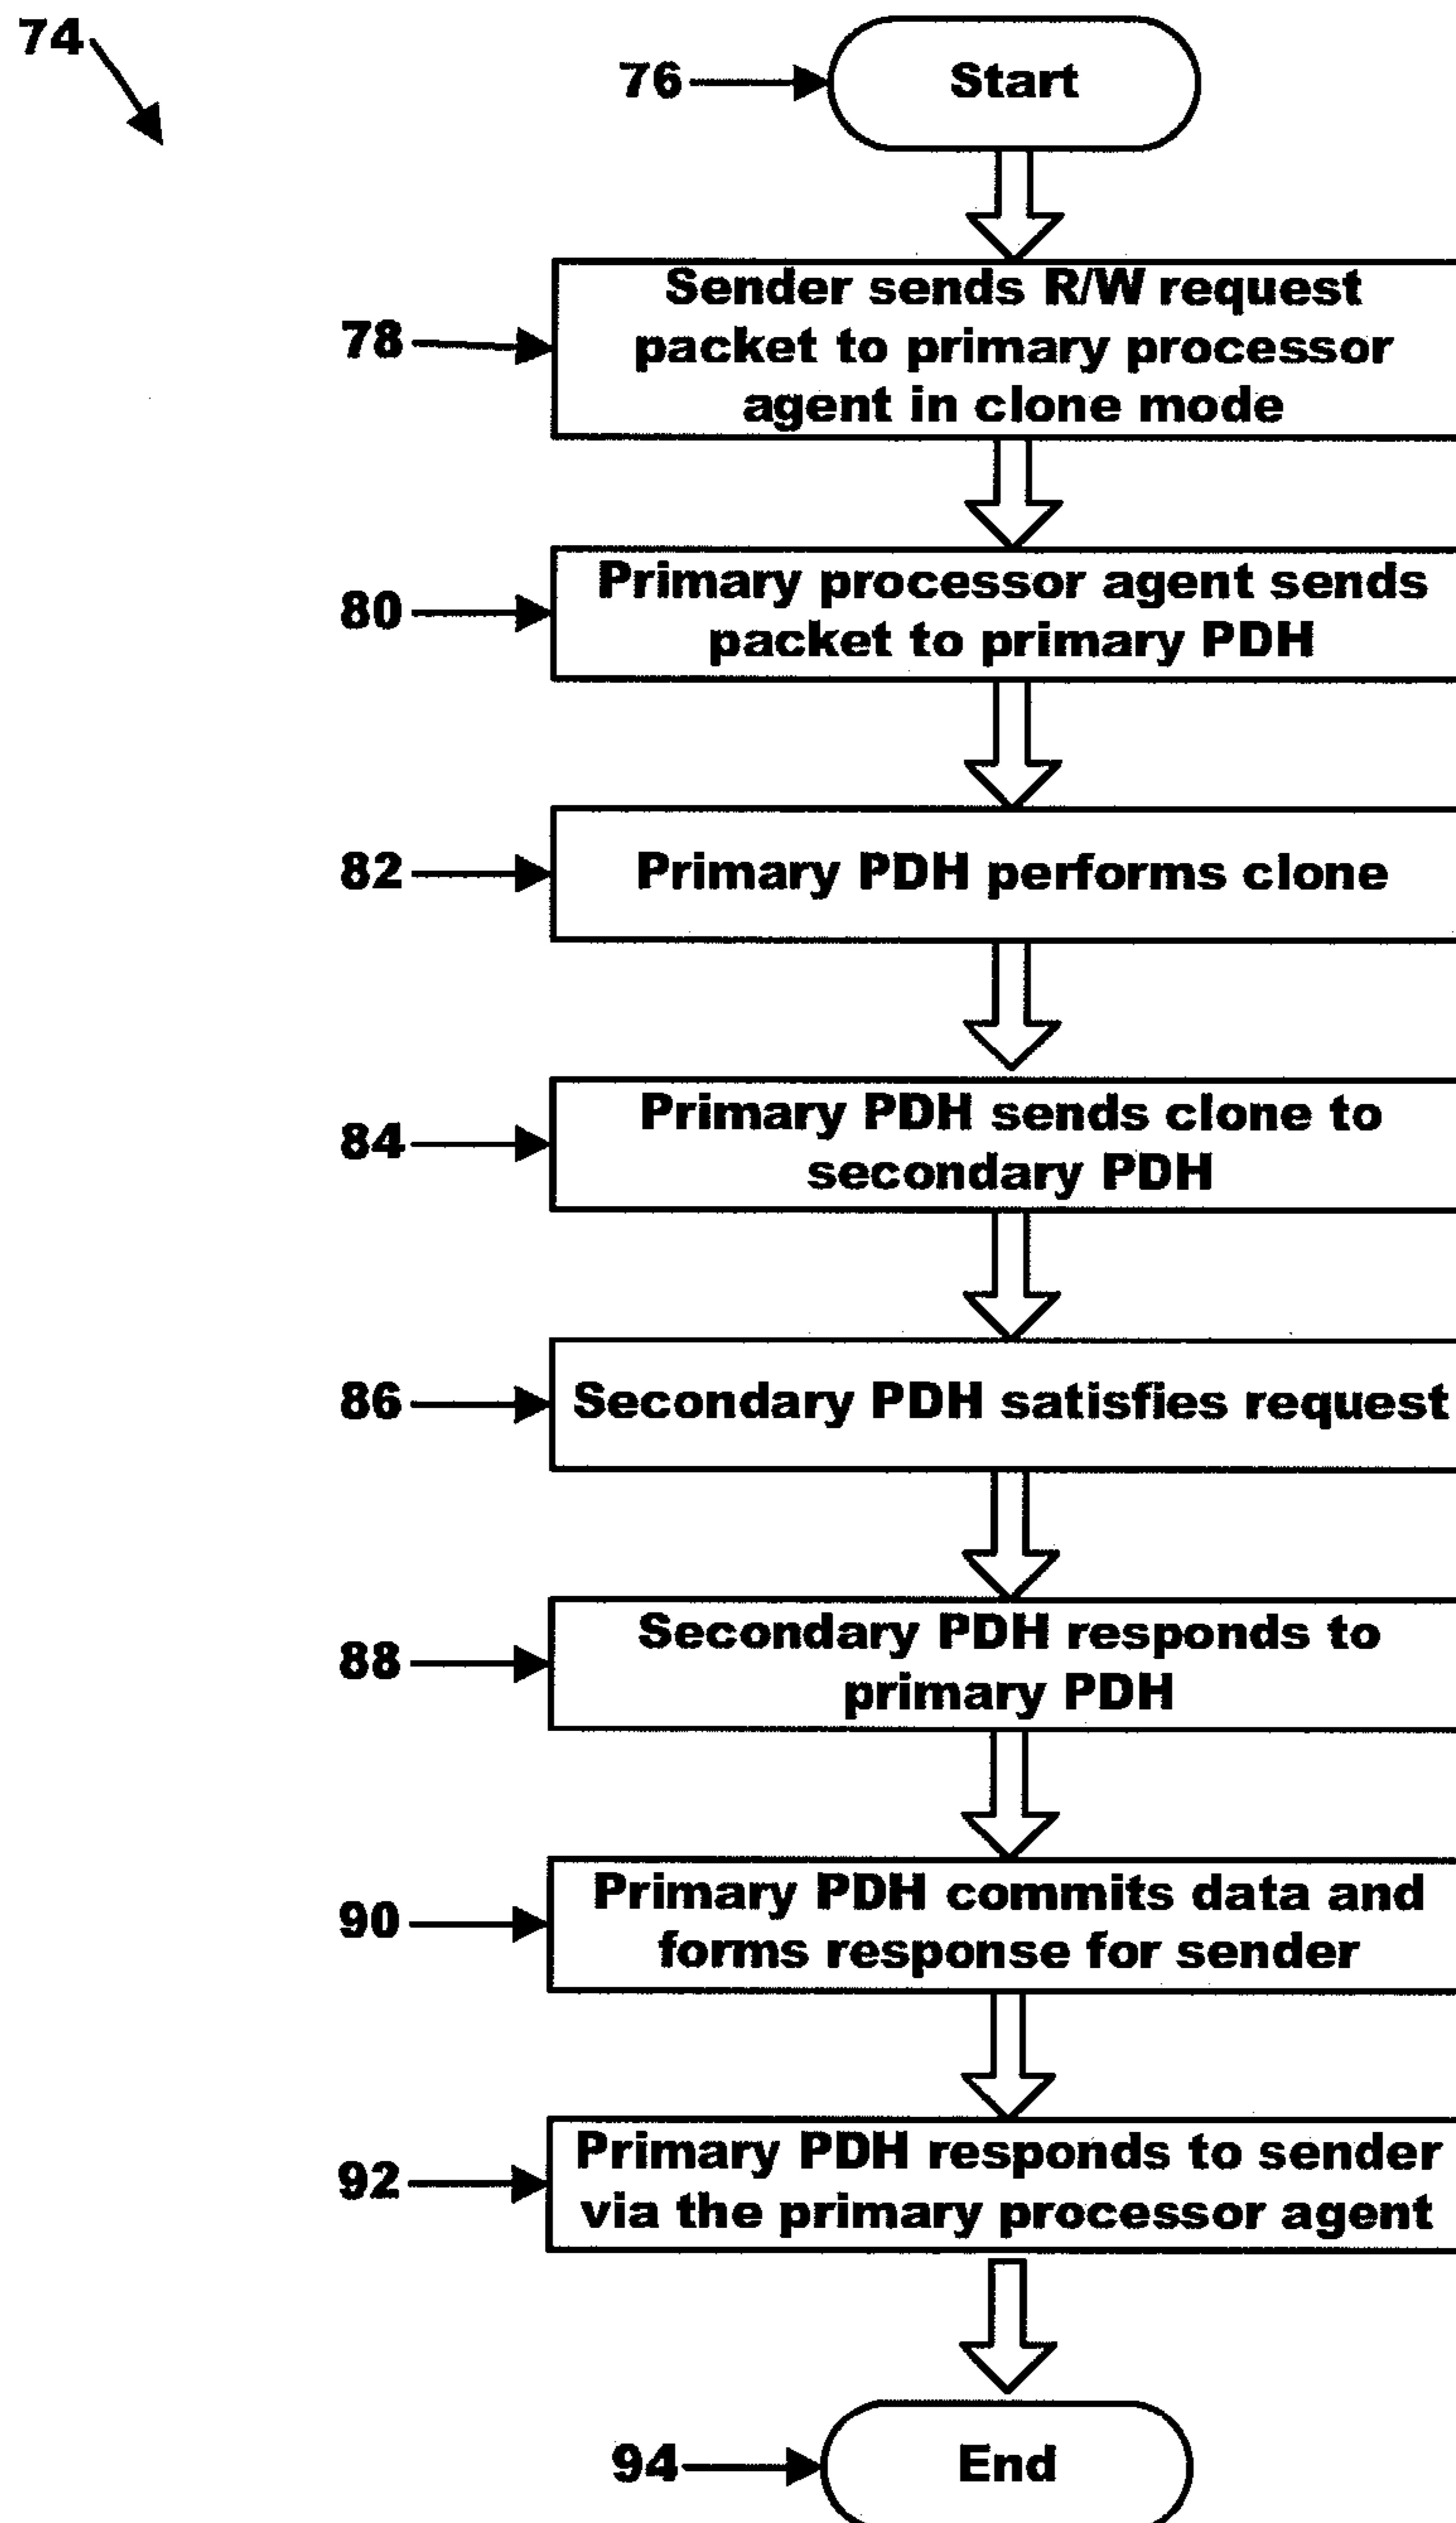 74
76
Start
78
Sender sends R/W request
packet to primary processor
agent in clone mode
80
Primary processor agent sends
packet to primary PDH
82
Primary PDH performs clone
84
Primary PDH sends clone to
secondary PDH
86
Secondary PDH satisfies request
88
Secondary PDH responds to
primary PDH
90
Primary PDH commits data and
forms response for sender
92
Primary PDH responds to sender
via the primary processor agent
94
End